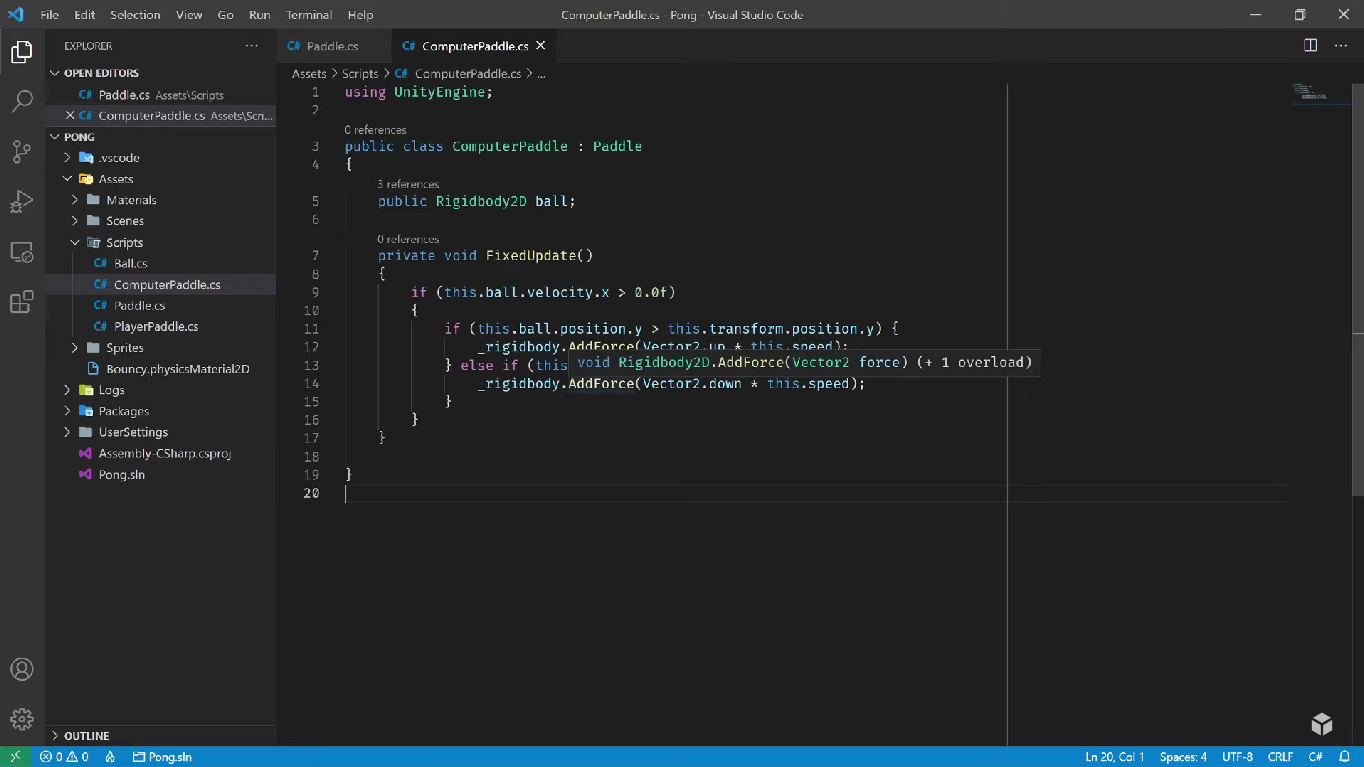 File Edit Selection View Go Run Terminal Help ComputerPaddle.cs - Pong - Visual Studio Code
EXPLORER
OPEN EDITORS
Paddle.cs Assets\Scripts
ComputerPaddle.cs Assets\Scri...
PONG
.vscode
Assets
Materials
Scenes
Scripts
Ball.cs
ComputerPaddle.cs
Paddle.cs
PlayerPaddle.cs
Sprites
Bouncy.physicsMaterial2D
Logs
Packages
UserSettings
Assembly-CSharp.csproj
Pong.sln
OUTLINE
C# Paddle.cs C# ComputerPaddle.cs
Assets > Scripts > C# ComputerPaddle.cs > ...
1 using UnityEngine;
2
0 references
3 public class ComputerPaddle : Paddle
4 {
3 references
5 public Rigidbody2D ball;
6
0 references
7 private void FixedUpdate()
8 {
9 if (this.ball.velocity.x > 0.0f)
10 {
11 if (this.ball.position.y > this.transform.position.y) {
12 _rigidbody.AddForce(Vector2.up * this.speed);
13 } else if (this
void Rigidbody2D.AddForce(Vector2 force) (+ 1 overload)
14 _rigidbody.AddForce(Vector2.down * this.speed);
15 }
16 }
17 }
18
19 }
20
0 0 Pong.sln Ln 20, Col 1 Spaces: 4 UTF-8 CRLF C#